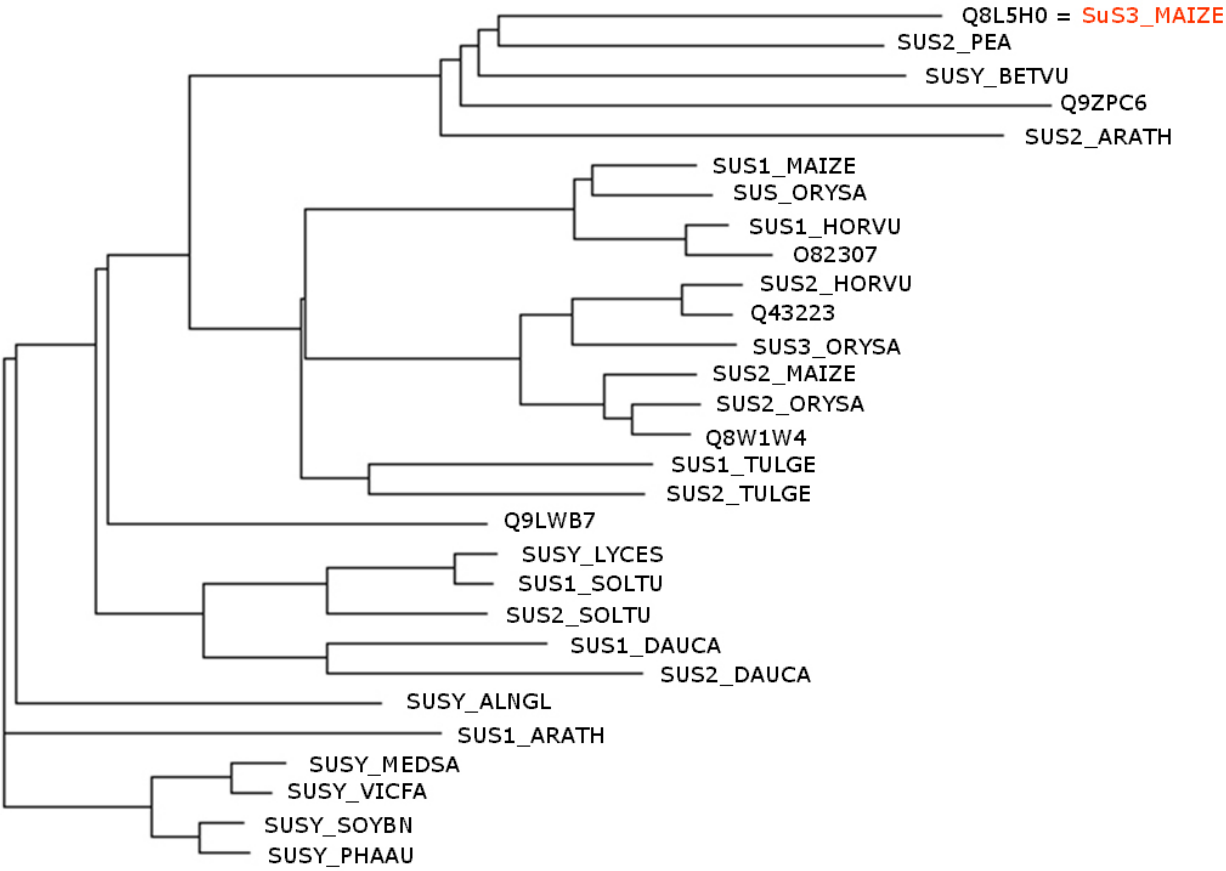 Q8L5H0 = SuS3_MAIZE
SUS2_PEA
SUSY_BETVU
Q9ZPC6
SUS2_ARATH
SUS1_MAIZE
SUS_ORYSA
SUS1_HORVU
O82307
SUS2_HORVU
Q43223
SUS3_ORYSA
SUS2_MAIZE
SUS2_ORYSA
Q8W1W4
SUS1_TULGE
SUS2_TULGE
Q9LWB7
SUSY_LYCES
SUS1_SOLTU
SUS2_SOLTU
SUS1_DAUCA
SUS2_DAUCA
SUSY_ALNGL
SUS1_ARATH
SUSY_MEDSA
SUSY_VICFA
SUSY_SOYBN
SUSY_PHAAU